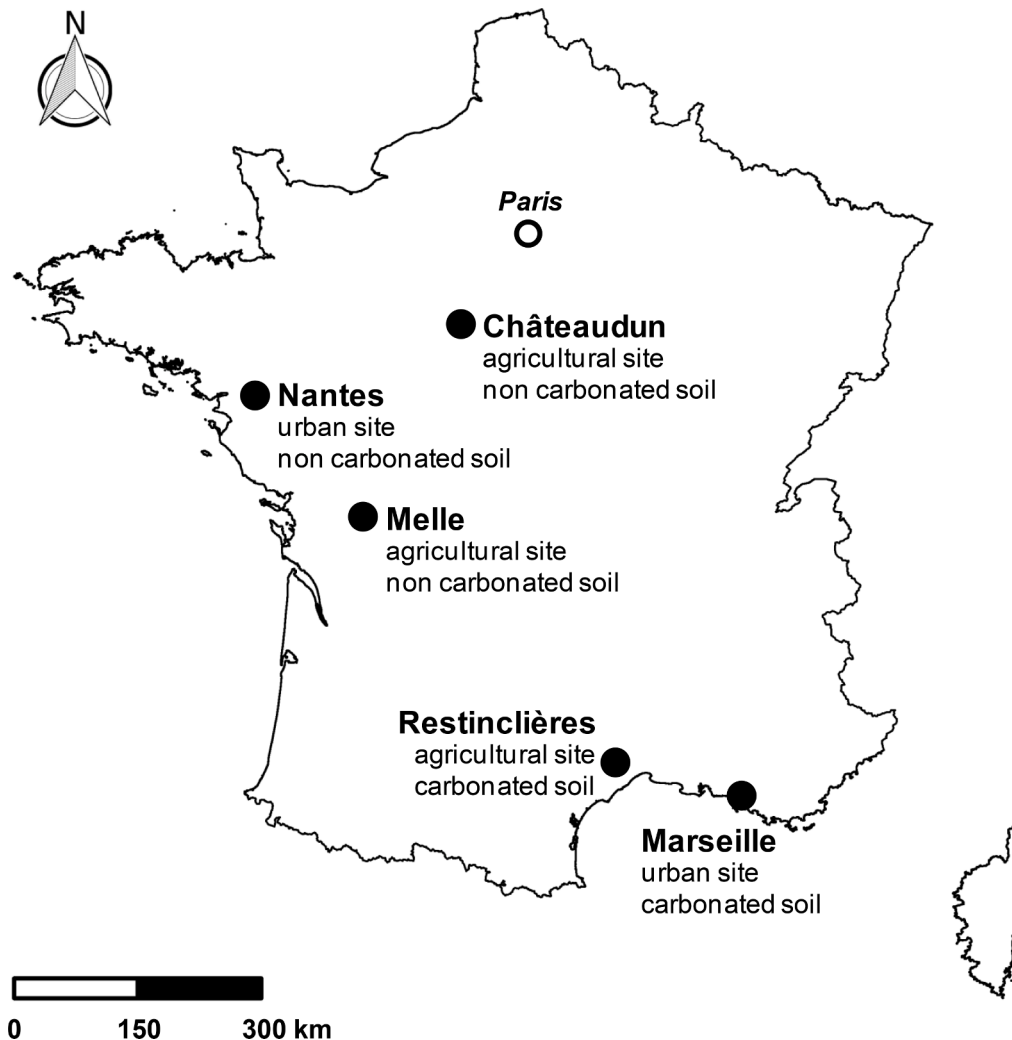 N
Paris
Châteaudun
agricultural site
non carbonated soil
Nantes
urban site
non carbonated soil
Melle
agricultural site
non carbonated soil
Restinclières
agricultural site
carbonated soil
Marseille
urban site
carbonated soil
0 150 300 km